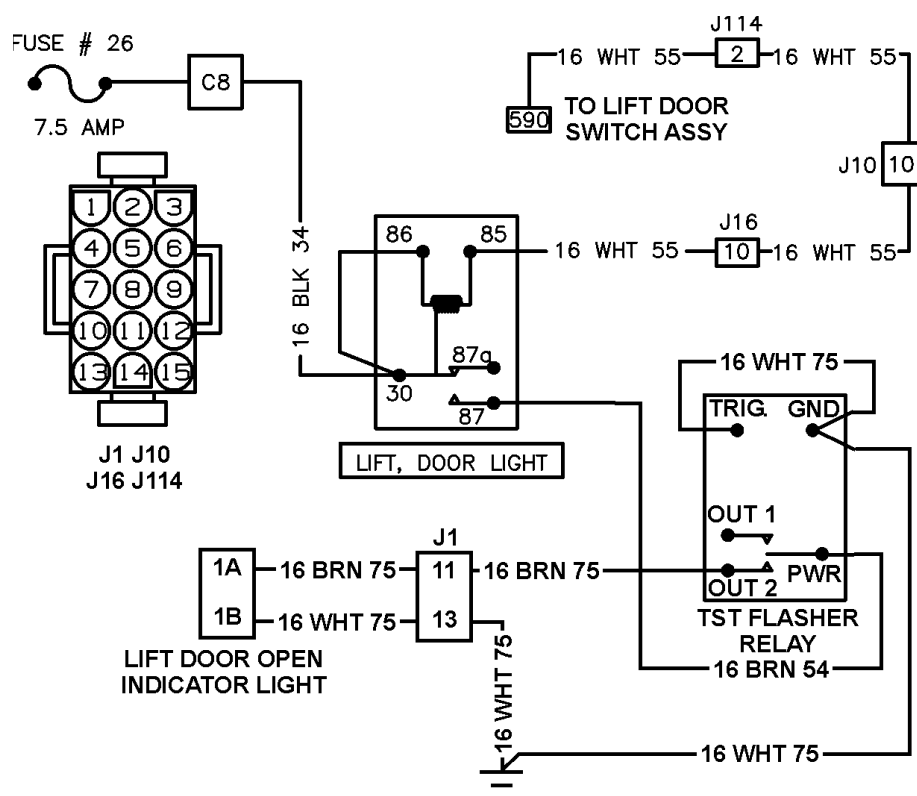 FUSE # 26
C8
7.5 AMP
J114
16 WHT 55
2
16 WHT 55
590
TO LIFT DOOR
SWITCH ASSY
J10
10
J16
16 WHT 55
10
16 WHT 55
1 2 3
4 5 6
7 8 9
10 11 12
13 14 15
J1 J10
J16 J114
16 BLK 34
86
85
87a
30
87
LIFT, DOOR LIGHT
16 WHT 75
TRIG.
GND
OUT 1
OUT 2
PWR
TST FLASHER
RELAY
16 BRN 54
J1
1A
16 BRN 75
11
16 BRN 75
1B
16 WHT 75
13
LIFT DOOR OPEN
INDICATOR LIGHT
16 WHT 75
16 WHT 75